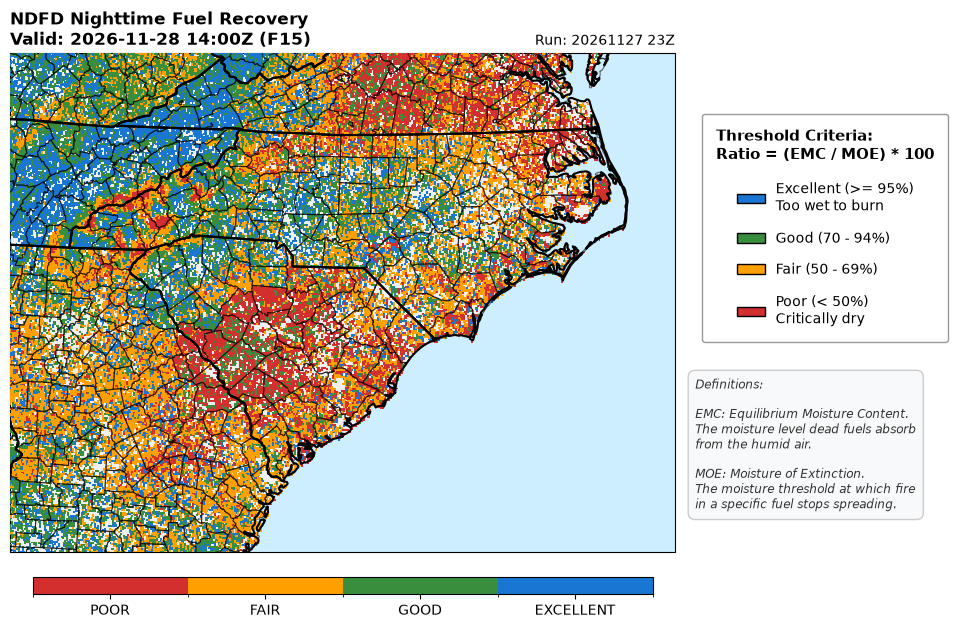 NDFD Nighttime Fuel Recovery
Valid: 2026-11-28 14:00Z (F15)
Run: 20261127 23Z
Threshold Criteria:
Ratio = (EMC / MOE) * 100
Excellent (>= 95%)
Too wet to burn
Good (70 - 94%)
Fair (50 - 69%)
Poor (< 50%)
Critically dry
Definitions:
EMC: Equilibrium Moisture Content.
The moisture level dead fuels absorb
from the humid air.
MOE: Moisture of Extinction.
The moisture threshold at which fire
in a specific fuel stops spreading.
POOR FAIR GOOD EXCELLENT